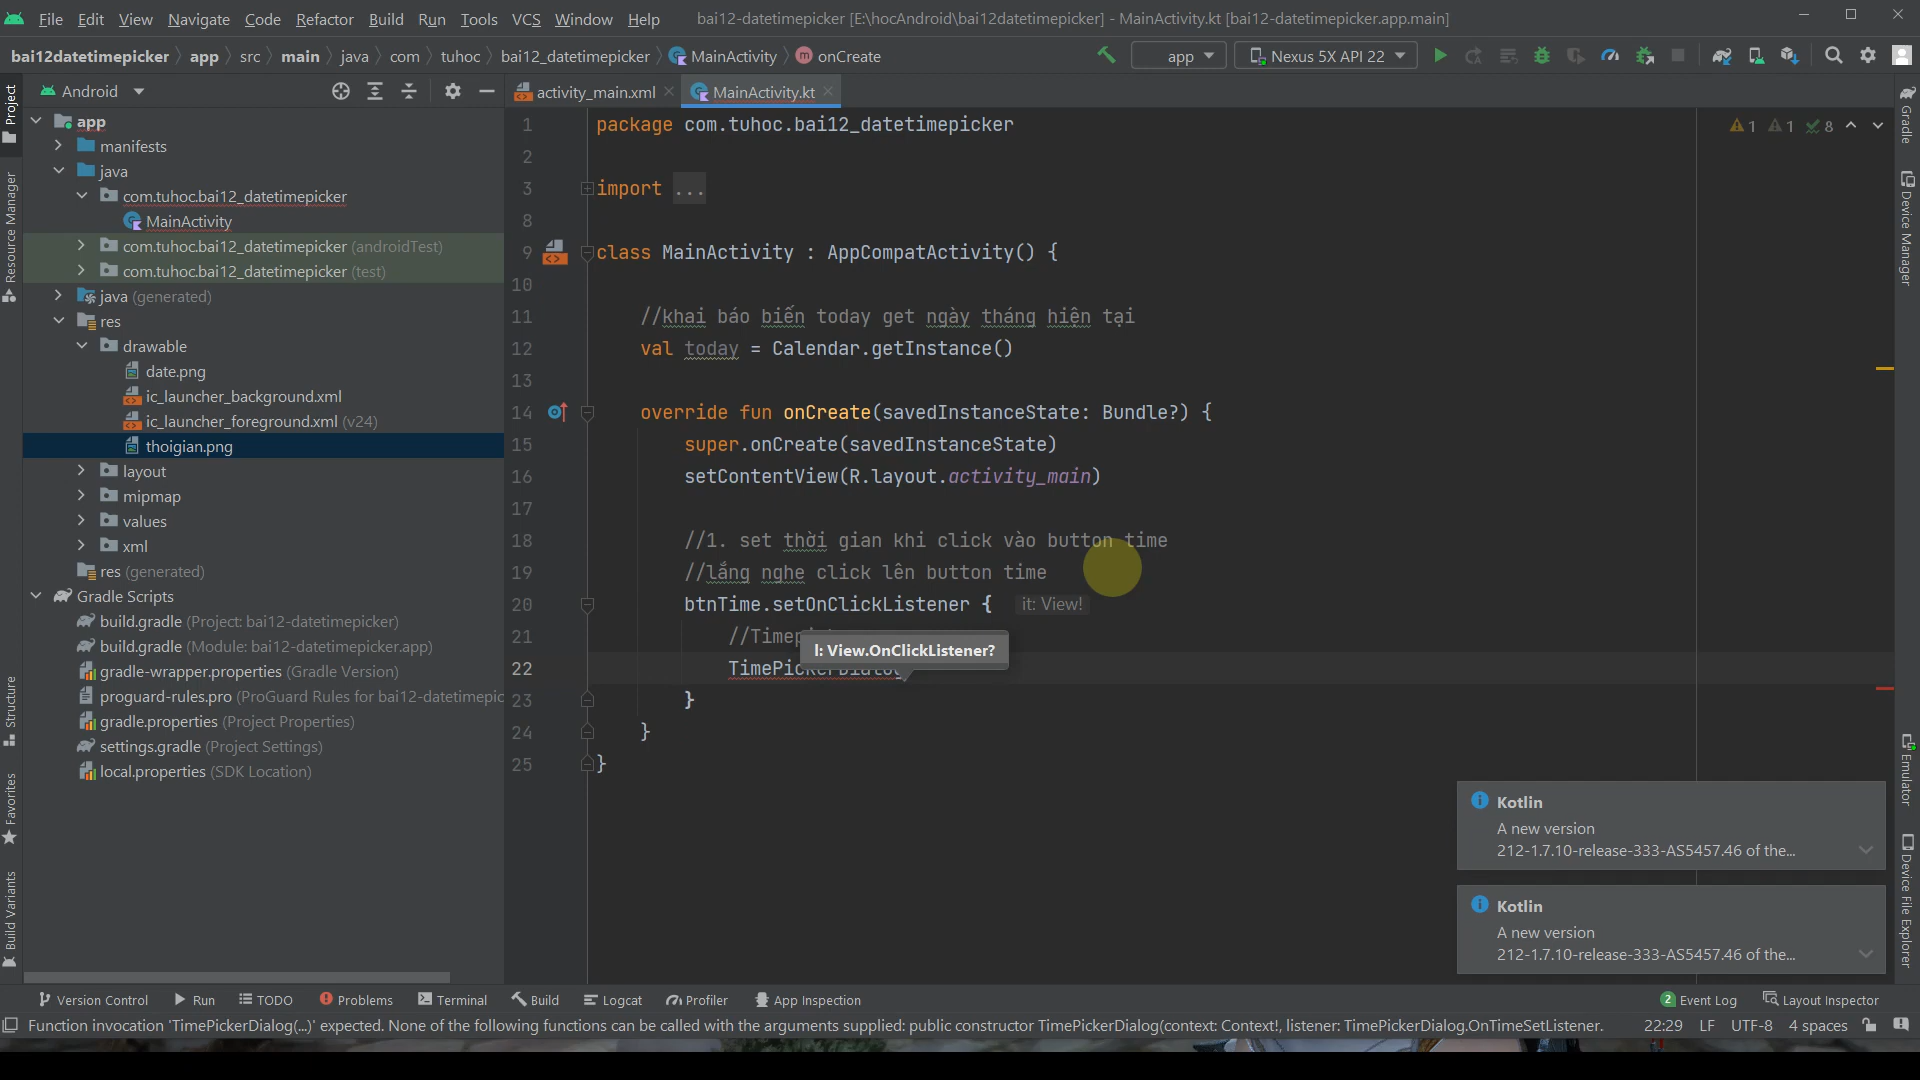 File Edit View Navigate Code Refactor Build Run Tools VCS Window Help bai12-datetimepicker [E:\hocAndroid\bai12datetimepicker] - MainActivity.kt [bai12-datetimepicker.app.main]
bai12datetimepicker app src main java com tuhoc bai12_datetimepicker MainActivity onCreate app Nexus 5X API 22
Android activity_main.xml MainActivity.kt
Project
Resource Manager
Structure
Favorites
Build Variants
app
manifests
java
com.tuhoc.bai12_datetimepicker
MainActivity
com.tuhoc.bai12_datetimepicker (androidTest)
com.tuhoc.bai12_datetimepicker (test)
java (generated)
res
drawable
date.png
ic_launcher_background.xml
ic_launcher_foreground.xml (v24)
thoigian.png
layout
mipmap
values
xml
res (generated)
Gradle Scripts
build.gradle (Project: bai12-datetimepicker)
build.gradle (Module: bai12-datetimepicker.app)
gradle-wrapper.properties (Gradle Version)
proguard-rules.pro (ProGuard Rules for bai12-datetimepic
gradle.properties (Project Properties)
settings.gradle (Project Settings)
local.properties (SDK Location)
1 package com.tuhoc.bai12_datetimepicker
2
3 import ...
8
9 class MainActivity : AppCompatActivity() {
10
11 //khai báo biến today get ngày tháng hiện tại
12 val today = Calendar.getInstance()
13
14 override fun onCreate(savedInstanceState: Bundle?) {
15 super.onCreate(savedInstanceState)
16 setContentView(R.layout.activity_main)
17
18 //1. set thời gian khi click vào button time
19 //lắng nghe click lên button time
20 btnTime.setOnClickListener { it: View!
21 //Timep
l: View.OnClickListener?
22 TimePickerDialog
23 }
24 }
25 }
1 1 8
Gradle
Device Manager
Emulator
Device File Explorer
Kotlin
A new version
212-1.7.10-release-333-AS5457.46 of the...
Kotlin
A new version
212-1.7.10-release-333-AS5457.46 of the...
Version Control Run TODO Problems Terminal Build Logcat Profiler App Inspection 2 Event Log Layout Inspector
Function invocation 'TimePickerDialog(...)' expected. None of the following functions can be called with the arguments supplied: public constructor TimePickerDialog(context: Context!, listener: TimePickerDialog.OnTimeSetListener. 22:29 LF UTF-8 4 spaces